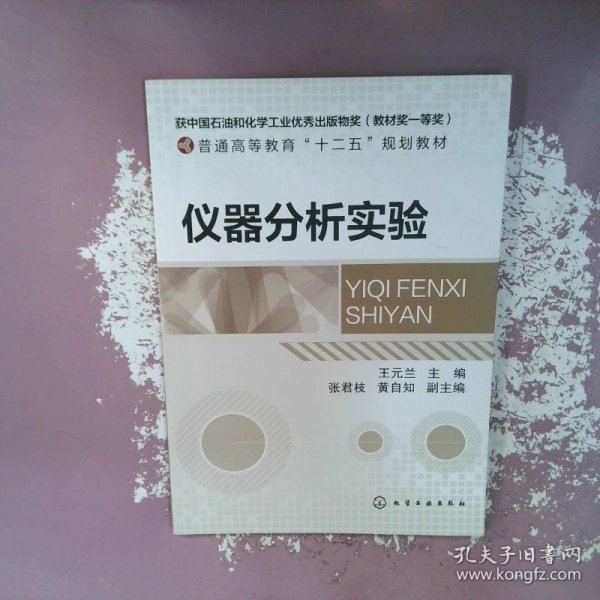 获中国石油和化学工业优秀出版物奖（教材奖一等奖）
普通高等教育“十二五”规划教材
仪器分析实验
YIQI FENXI
SHIYAN
王元兰 主 编
张君枝 黄自知 副主编
化学工业出版社
孔夫子旧书网
www.kongfz.com